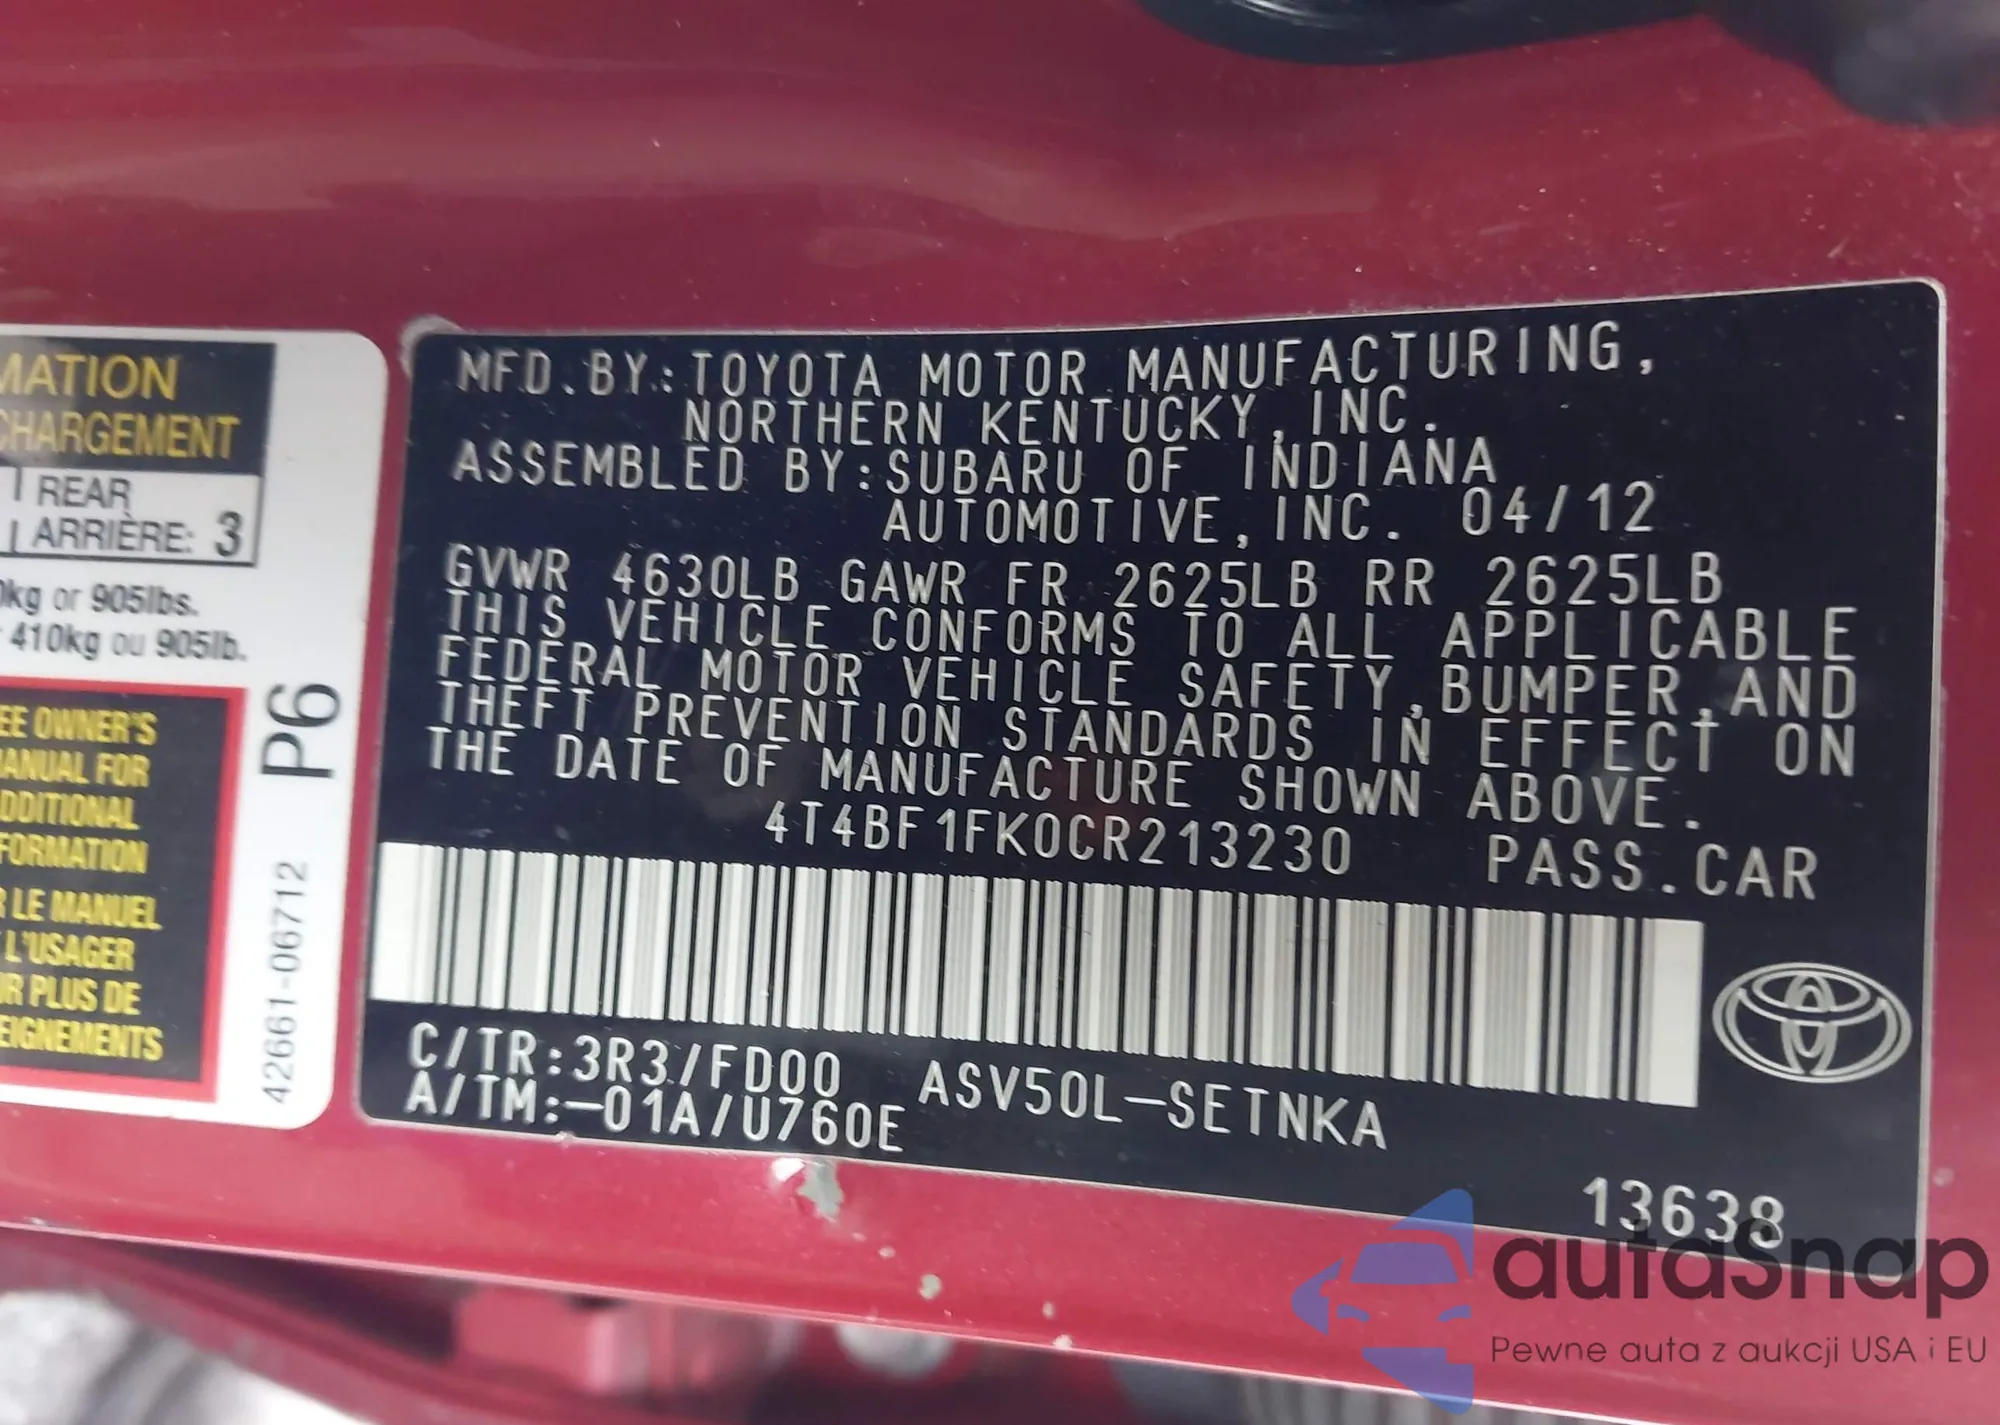 MATION
CHARGEMENT
REAR
ARRIÈRE: 3
kg or 905lbs.
410kg ou 905lb.
EE OWNER'S
ANUAL FOR
DDITIONAL
FORMATION
R LE MANUEL
L'USAGER
UR PLUS DE
EIGNEMENTS
P6
42661-06712
MFD.BY:TOYOTA MOTOR MANUFACTURING,
NORTHERN KENTUCKY,INC.
ASSEMBLED BY:SUBARU OF INDIANA
AUTOMOTIVE,INC. 04/12
GVWR 4630LB GAWR FR 2625LB RR 2625LB
THIS VEHICLE CONFORMS TO ALL APPLICABLE
FEDERAL MOTOR VEHICLE SAFETY,BUMPER,AND
THEFT PREVENTION STANDARDS IN EFFECT ON
THE DATE OF MANUFACTURE SHOWN ABOVE.
4T4BF1FK0CR213230 PASS.CAR
C/TR:3R3/FD00 ASV50L-SETNKA
A/TM:-01A/U760E
13638
autasnap
Pewne auta z aukcji USA i EU